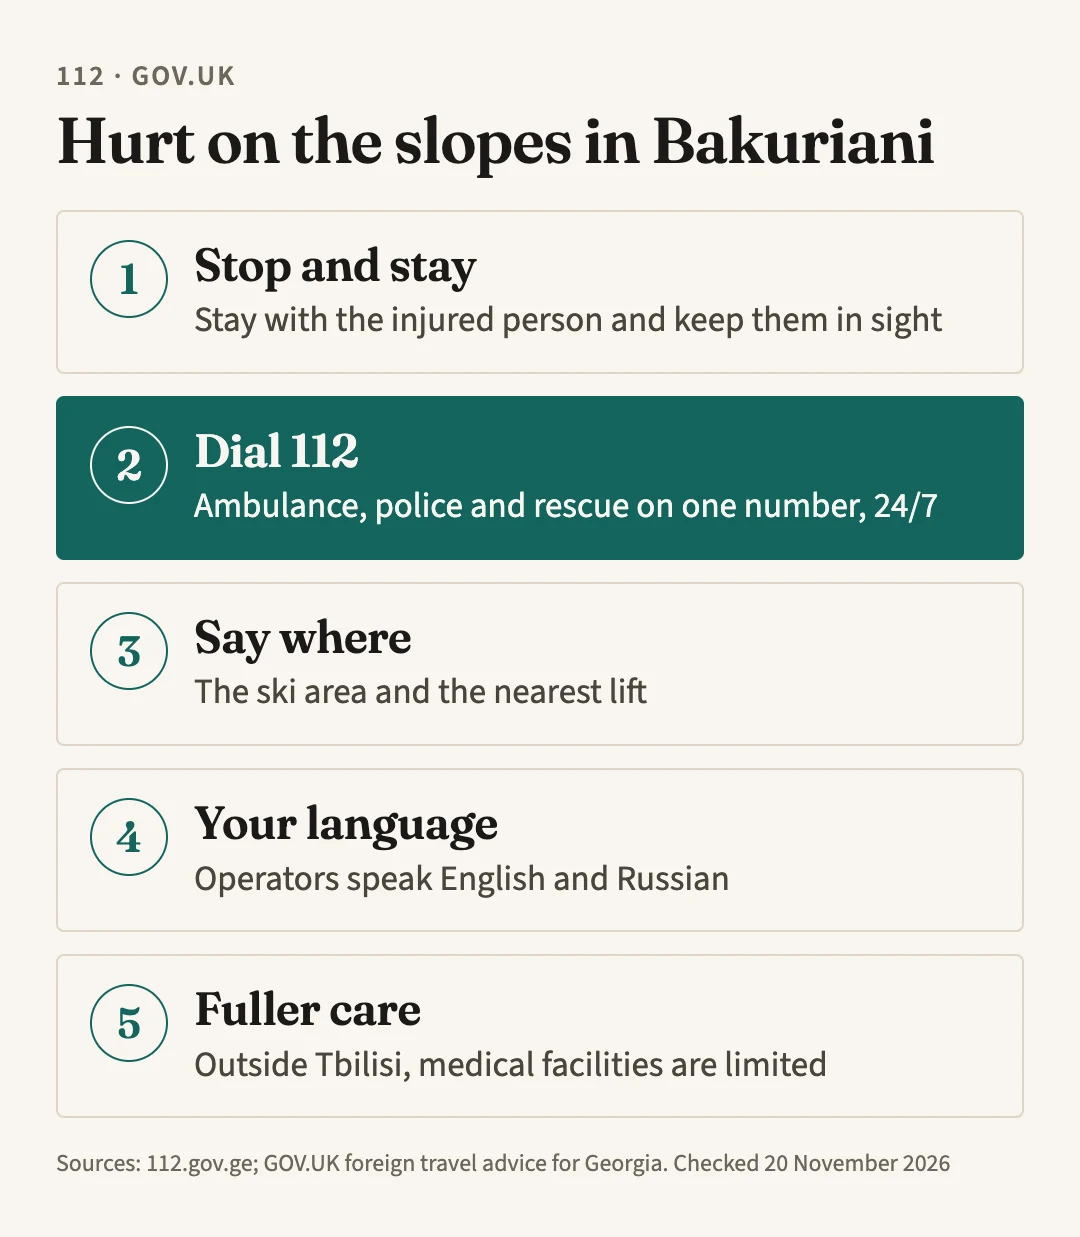 112 · GOV.UK
Hurt on the slopes in Bakuriani
1
Stop and stay
Stay with the injured person and keep them in sight
2
Dial 112
Ambulance, police and rescue on one number, 24/7
3
Say where
The ski area and the nearest lift
4
Your language
Operators speak English and Russian
5
Fuller care
Outside Tbilisi, medical facilities are limited
Sources: 112.gov.ge; GOV.UK foreign travel advice for Georgia. Checked 20 November 2026